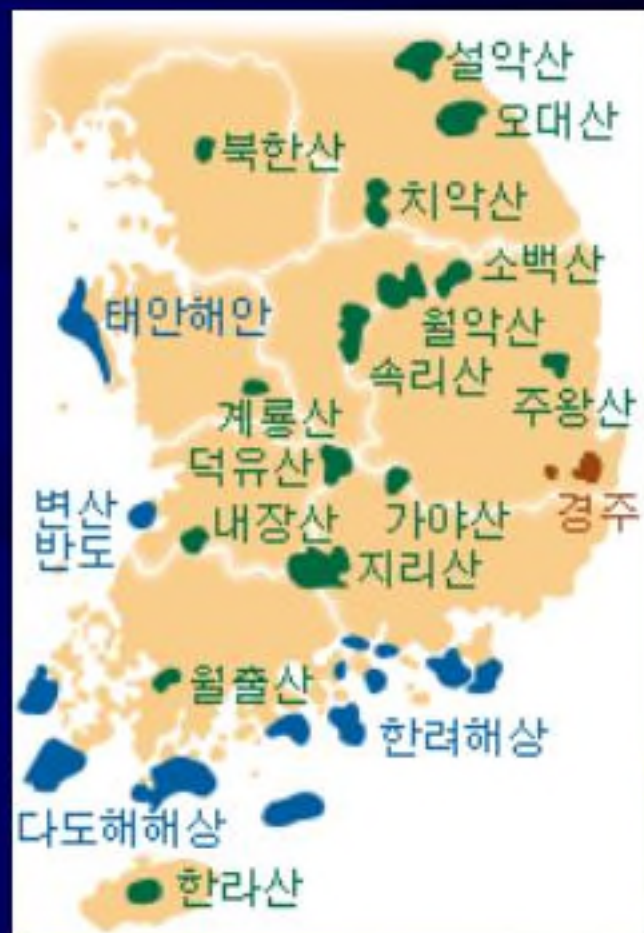 설악산
오대산
북한산
치악산
소백산
태안해안
월악산
속리산
주왕산
계룡산
덕유산
경주
변산
반도
내장산
가야산
지리산
월출산
한려해상
다도해해상
한라산